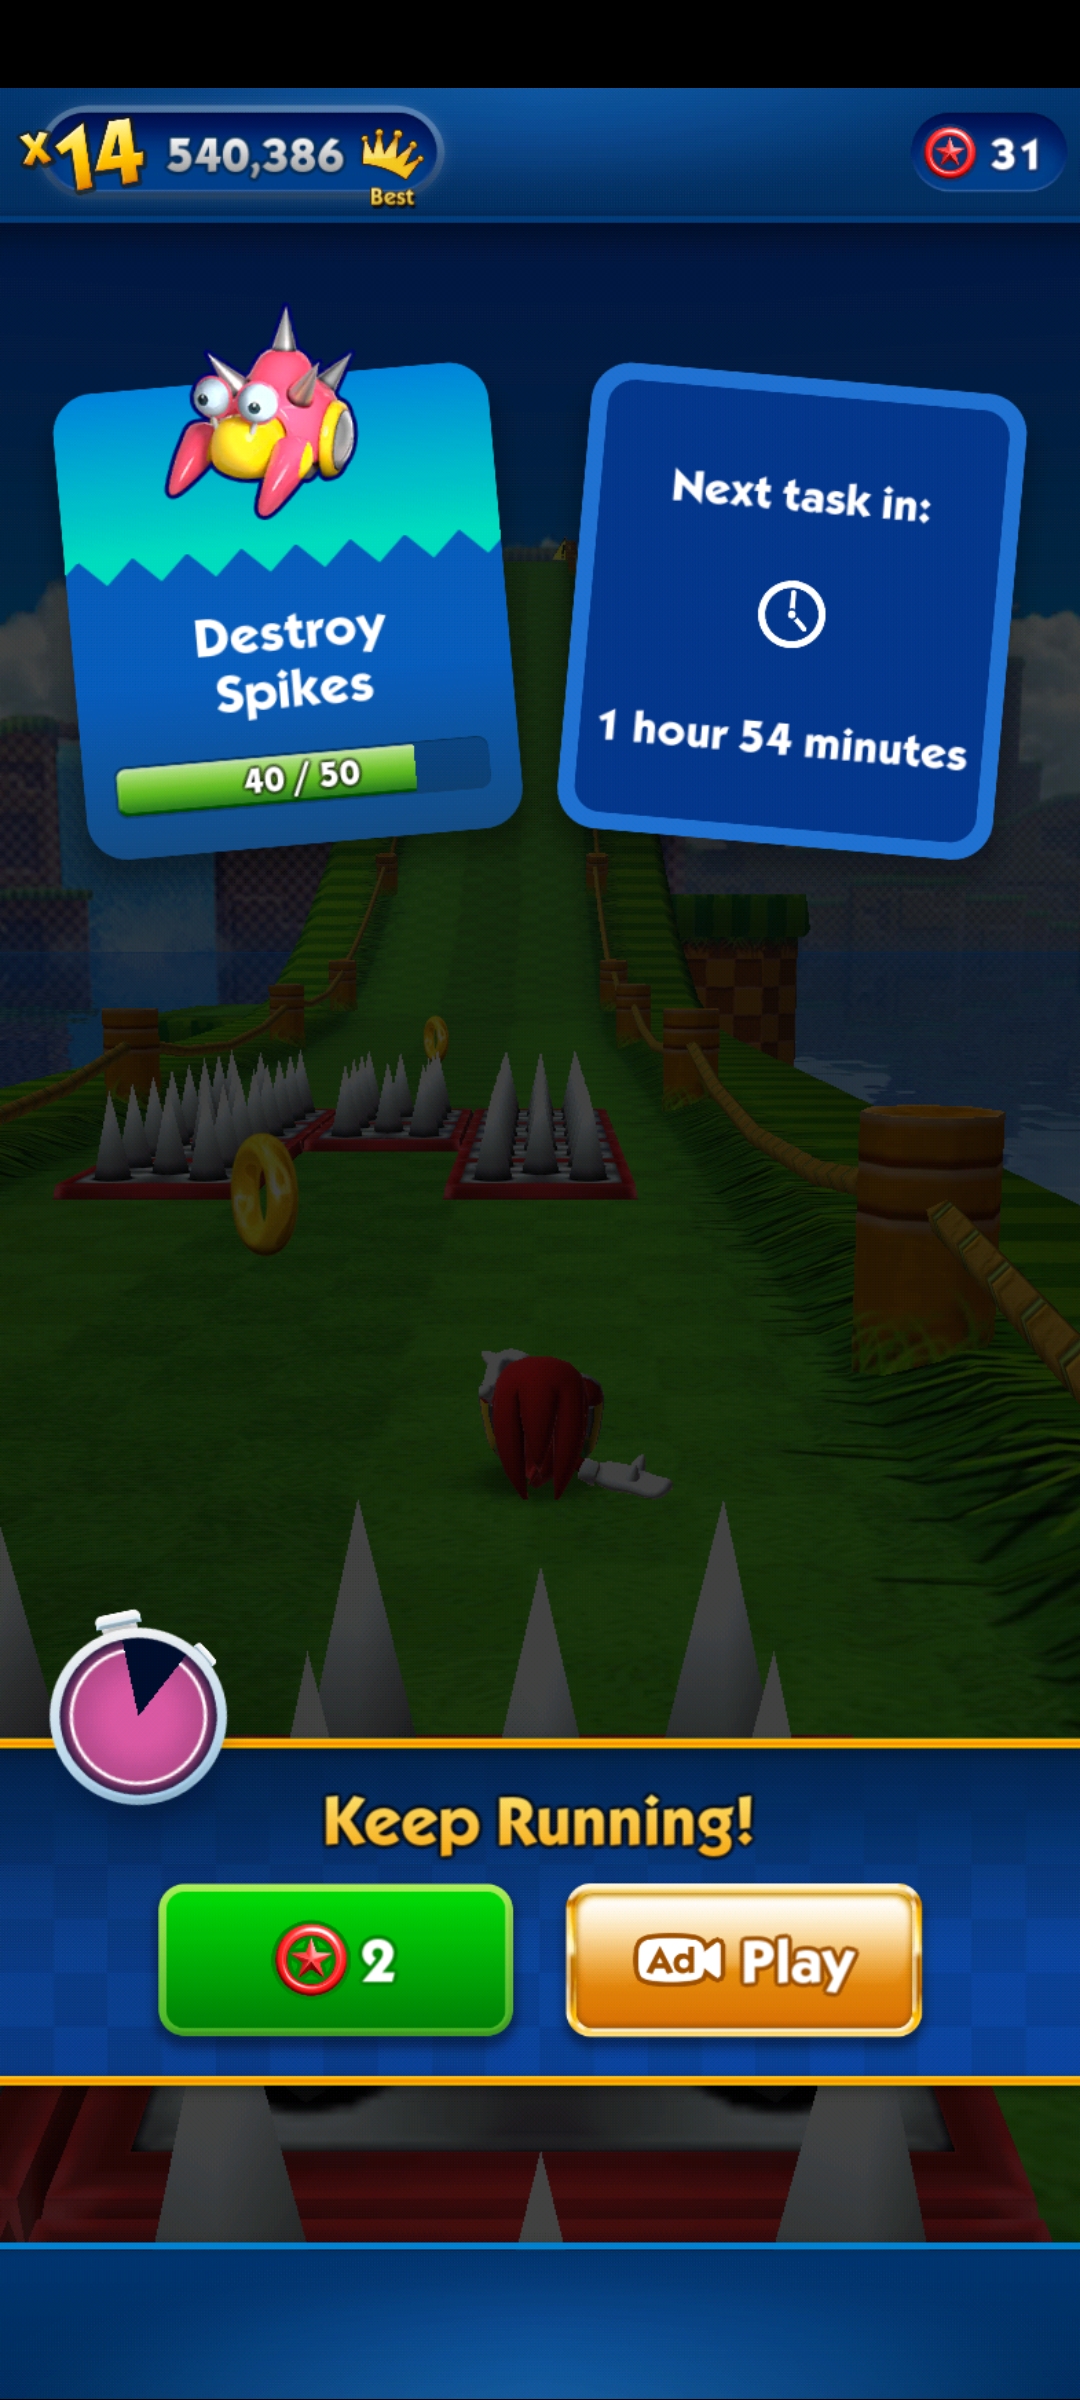 x14 540,386
Best
31
Destroy
Spikes
40 / 50
Next task in:
1 hour 54 minutes
Keep Running!
2
Ad Play